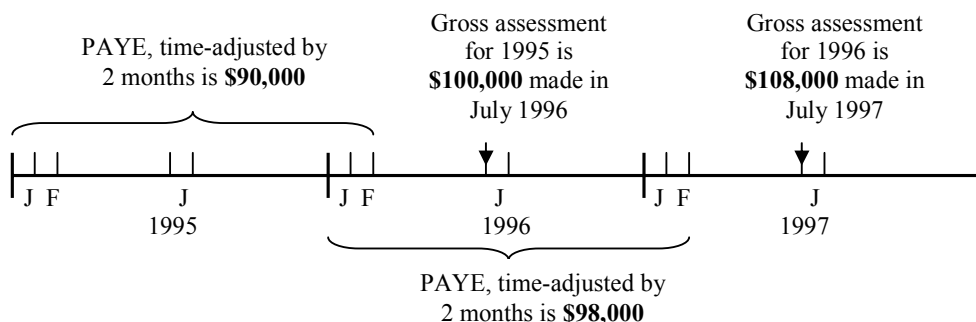 PAYE, time-adjusted by
2 months is $90,000
Gross assessment
for 1995 is
$100,000 made in
July 1996
Gross assessment
for 1996 is
$108,000 made in
July 1997
J F J J F J J F J
1995 1996 1997
PAYE, time-adjusted by
2 months is $98,000